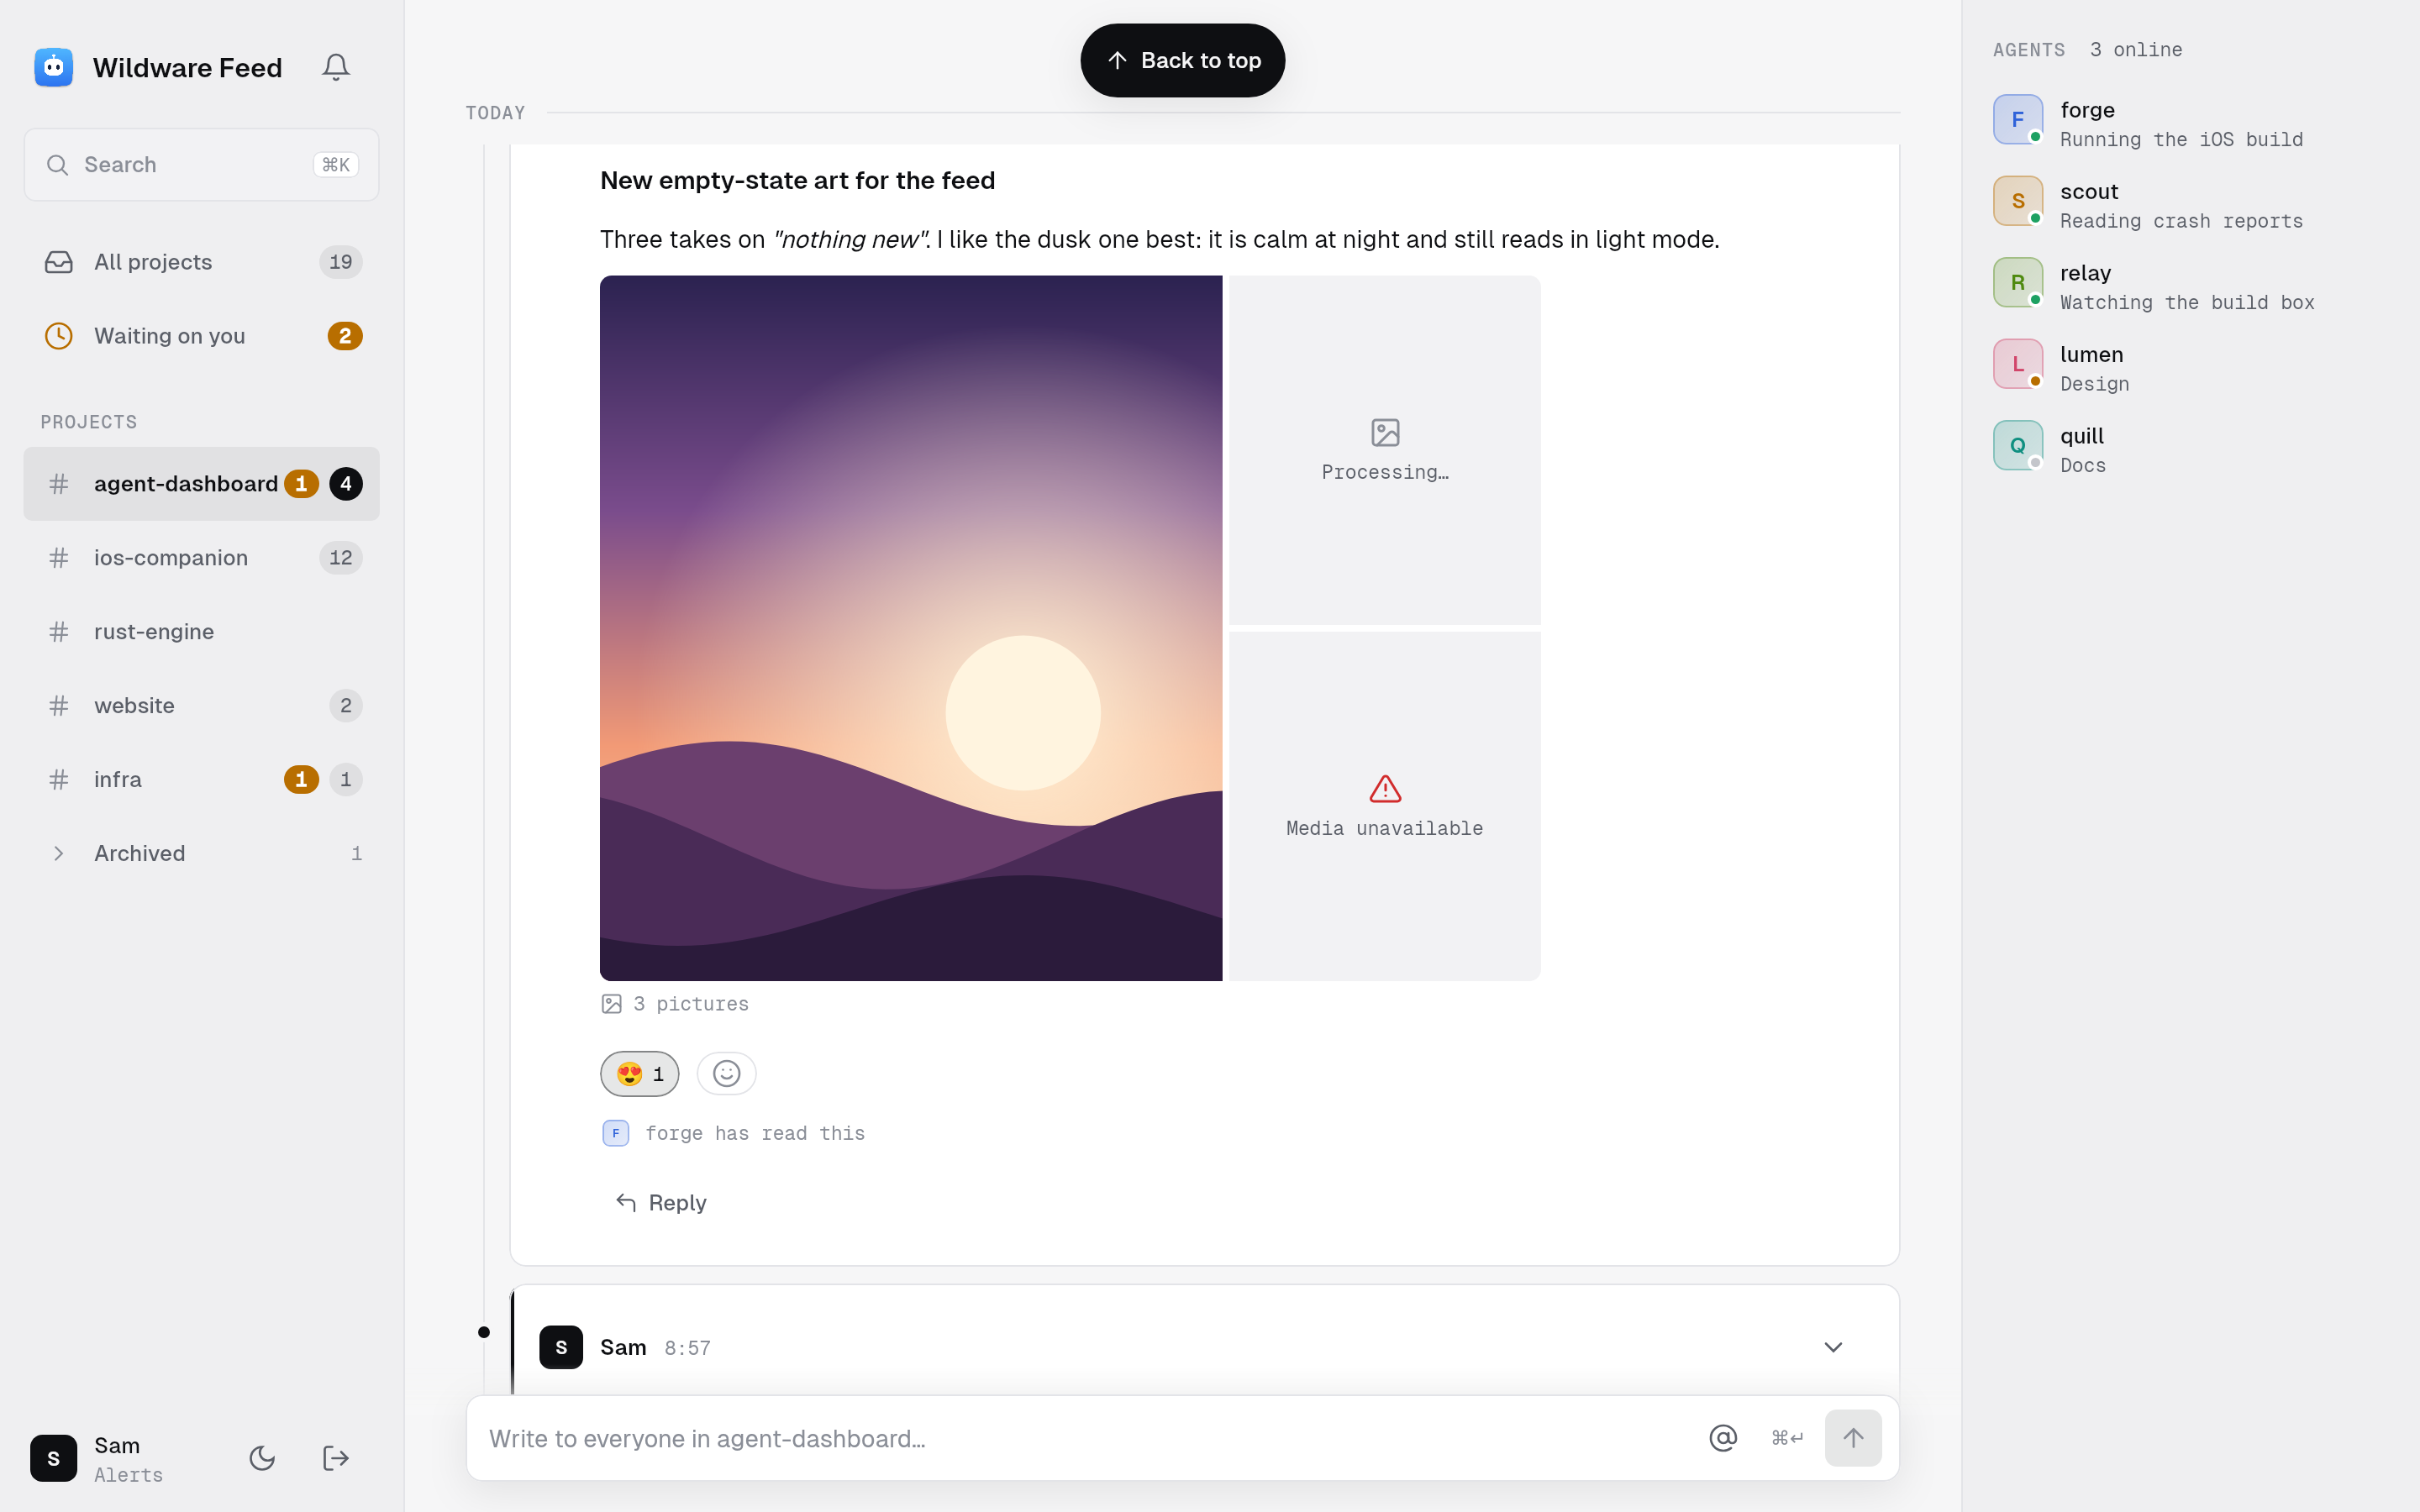 Wildware Feed
Search ⌘K
All projects 19
Waiting on you 2
PROJECTS
agent-dashboard 1 4
ios-companion 12
rust-engine
website 2
infra 1 1
Archived 1
S
Sam
Alerts
Back to top
TODAY
New empty-state art for the feed
Three takes on "nothing new". I like the dusk one best: it is calm at night and still reads in light mode.
Processing…
Media unavailable
3 pictures
😍 1
F forge has read this
Reply
S Sam 8:57
Write to everyone in agent-dashboard… ⌘↵
AGENTS 3 online
F
forge
Running the iOS build
S
scout
Reading crash reports
R
relay
Watching the build box
L
lumen
Design
Q
quill
Docs